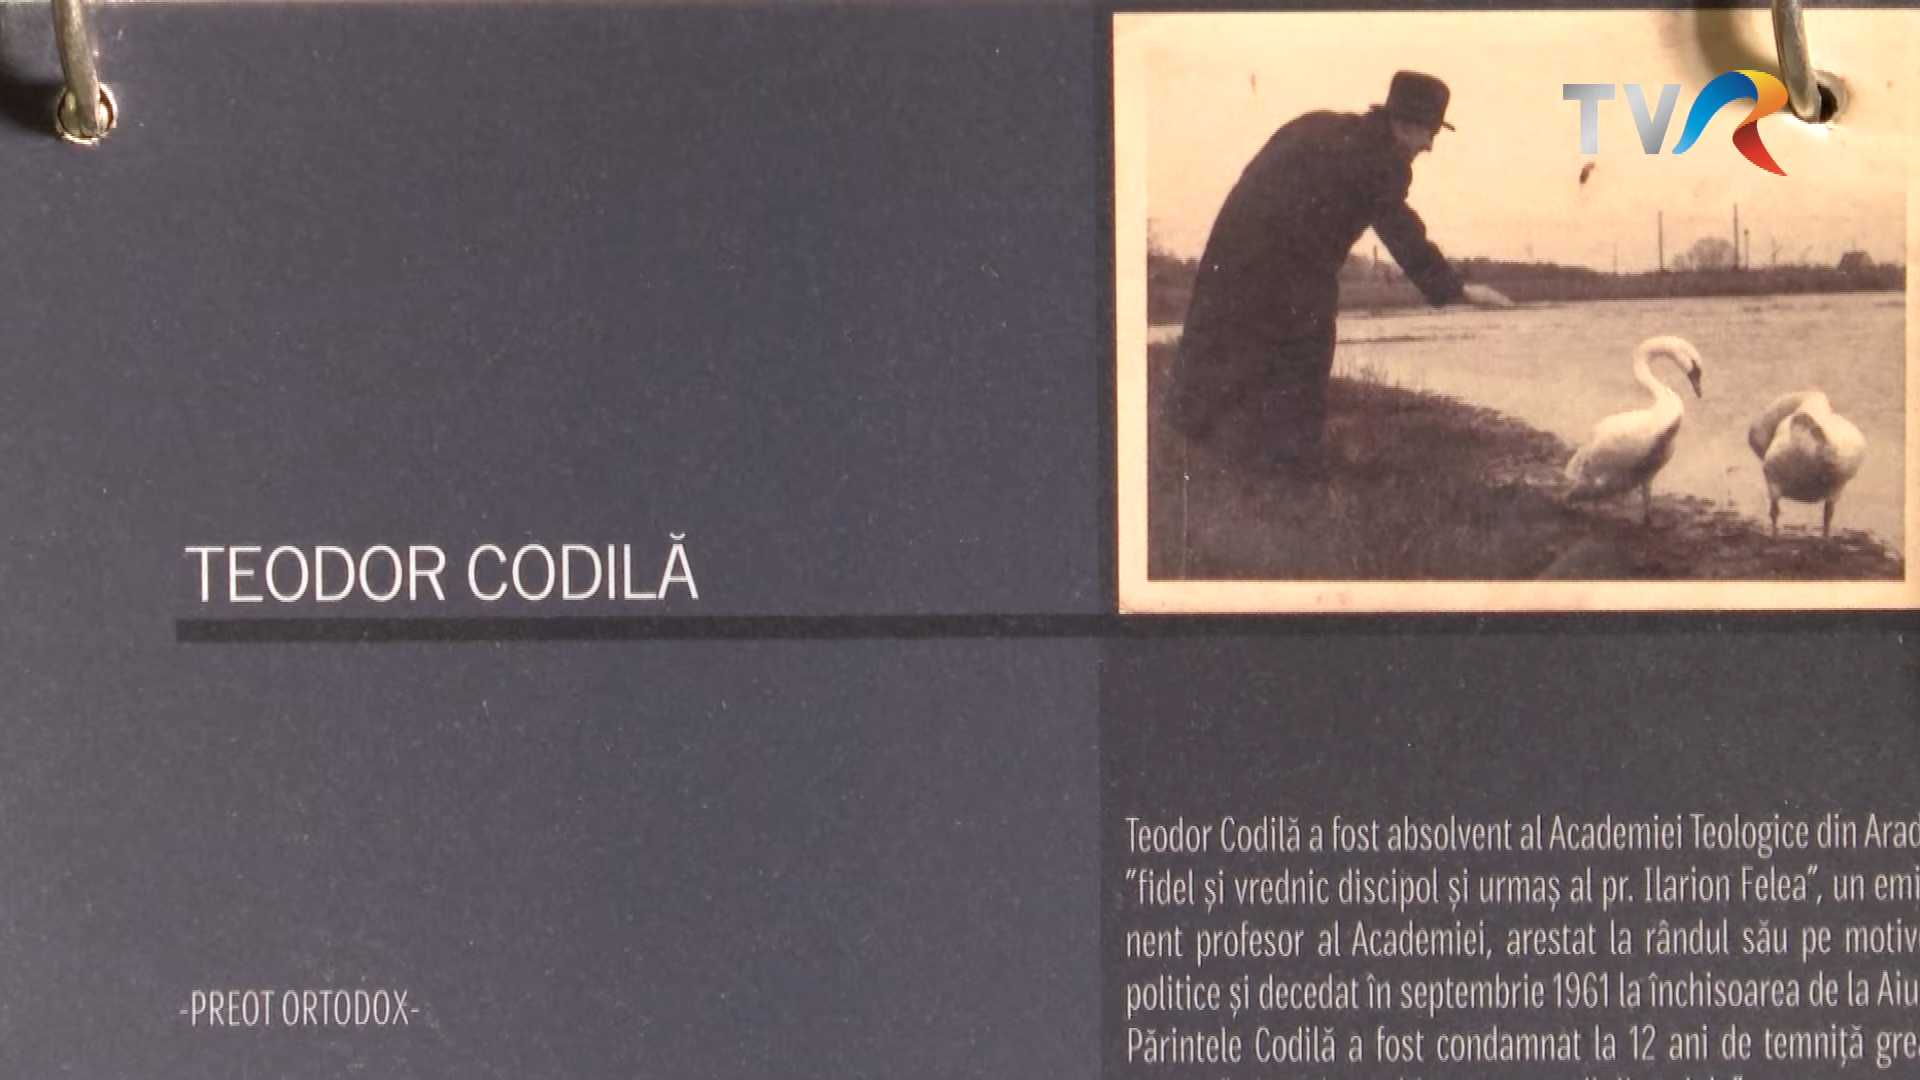 TVR
TEODOR CODILĂ
-PREOT ORTODOX-
Teodor Codilă a fost absolvent al Academiei Teologice din Arad
”fidel și vrednic discipol și urmaș al pr. Ilarion Felea”, un emi
nent profesor al Academiei, arestat la rândul său pe motiv
politice și decedat în septembrie 1961 la închisoarea de la Aiu
Părintele Codilă a fost condamnat la 12 ani de temniță gre